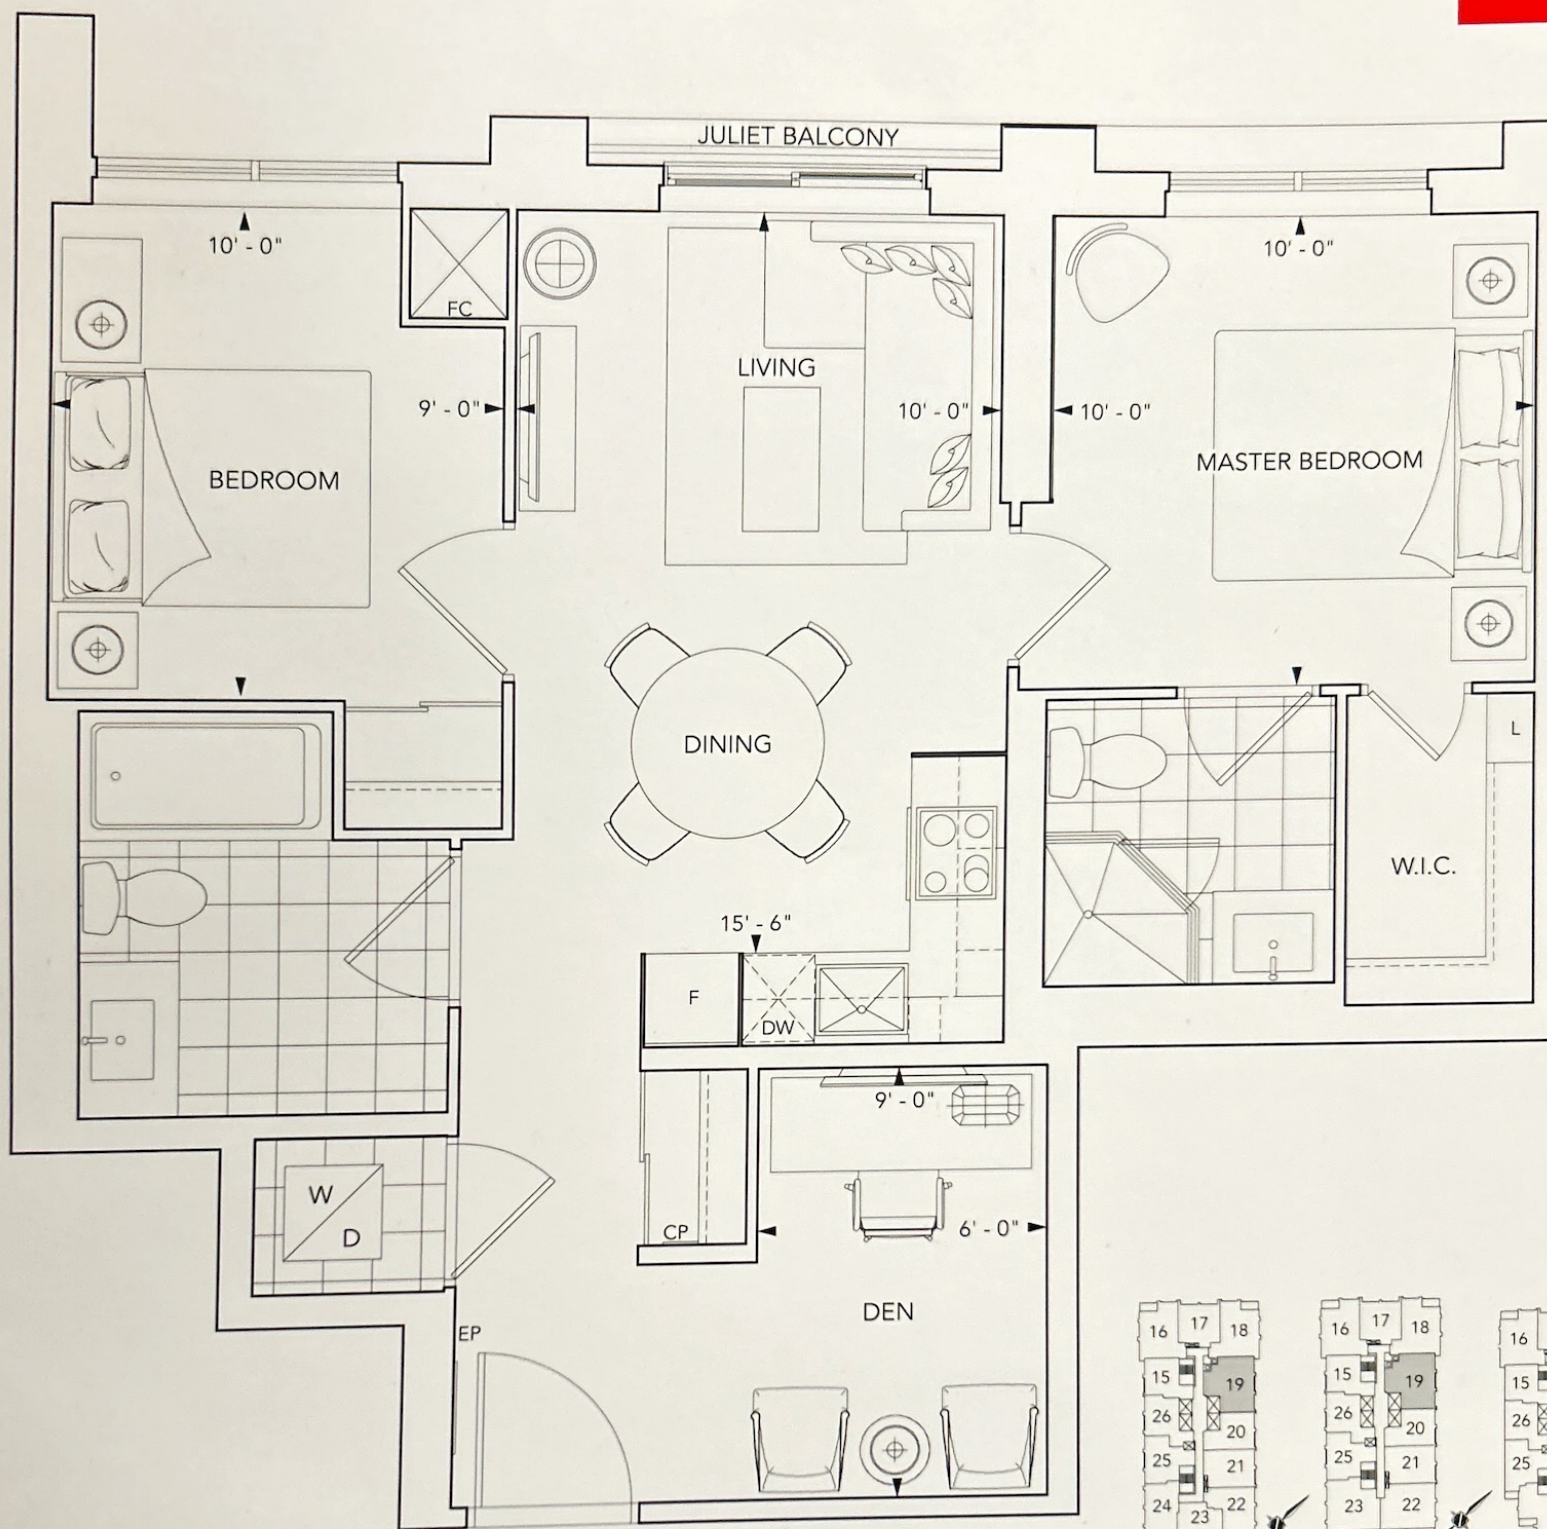 JULIET BALCONY
10' - 0"
10' - 0"
FC
LIVING
9' - 0"
10' - 0"
10' - 0"
BEDROOM
MASTER BEDROOM
DINING
L
W.I.C.
15' - 6"
F
DW
9' - 0"
W
D
CP
6' - 0"
DEN
EP
16 17 18
15 19
26 20
25 21
24 23 22
16 17 18
15 19
26 20
25 21
23 22
16
15
26
25